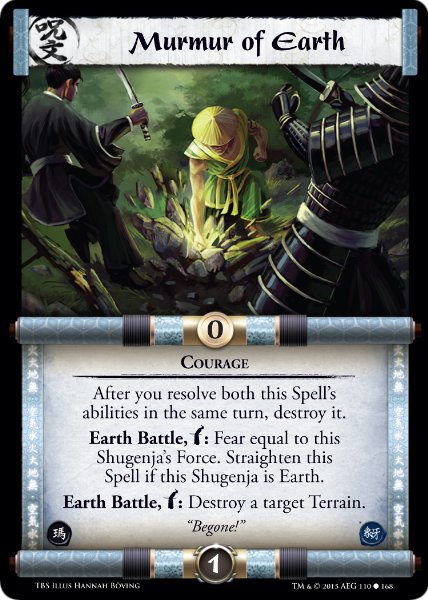 呪文
Murmur of Earth
0
Courage
After you resolve both this Spell's
abilities in the same turn, destroy it.
Earth Battle, : Fear equal to this
Shugenja's Force. Straighten this
Spell if this Shugenja is Earth.
Earth Battle, : Destroy a target Terrain.
"Begone!"
1
TBS Illus Hannah Böving
TM & © 2015 AEG 110 ● 168